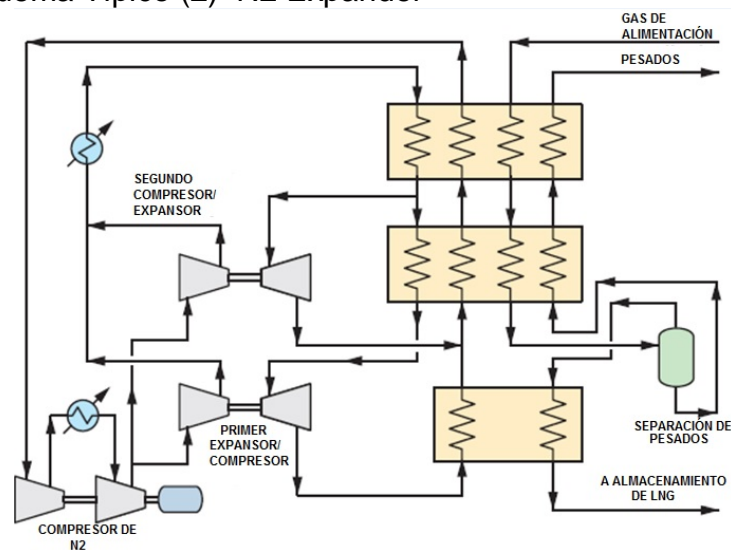 GAS DE
ALIMENTACIÓN
PESADOS
SEGUNDO
COMPRESOR/
EXPANSOR
PRIMER
EXPANSOR/
COMPRESOR
SEPARACIÓN DE
PESADOS
A ALMACENAMIENTO
DE LNG
COMPRESOR DE
N2